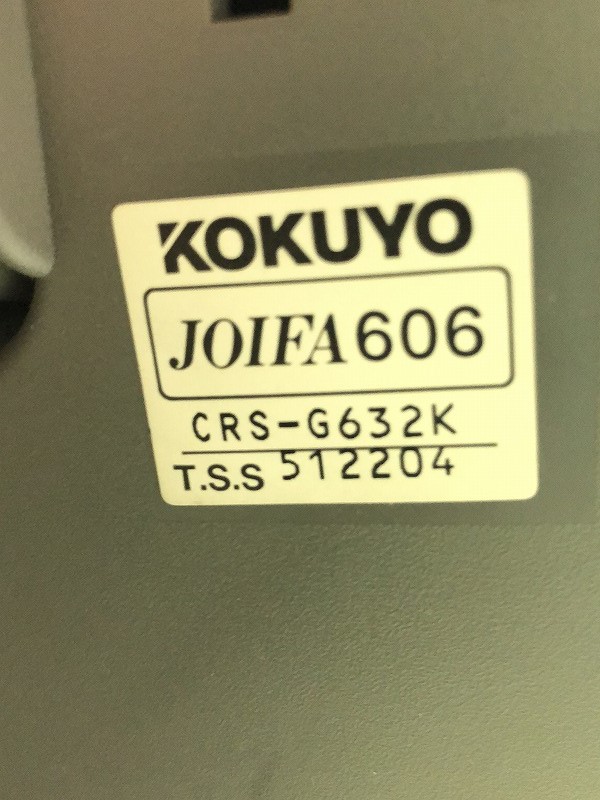 KOKUYO
JOIFA606
CRS-G632K
T.S.S 512204